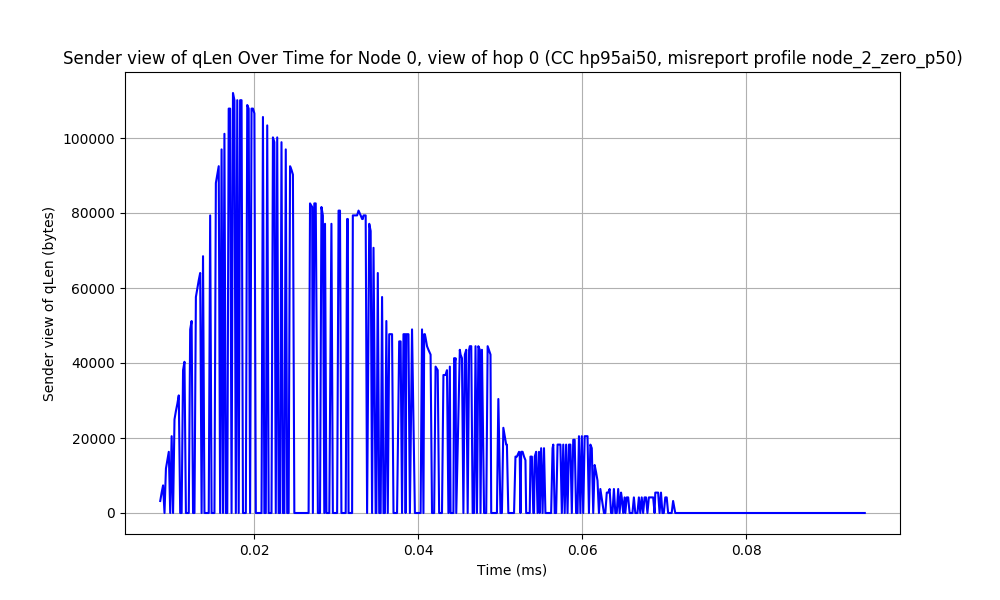 Sender view of qLen Over Time for Node 0, view of hop 0 (CC hp95ai50, misreport profile node_2_zero_p50)
Sender view of qLen (bytes)
100000
80000
60000
40000
20000
0
0.02 0.04 0.06 0.08
Time (ms)